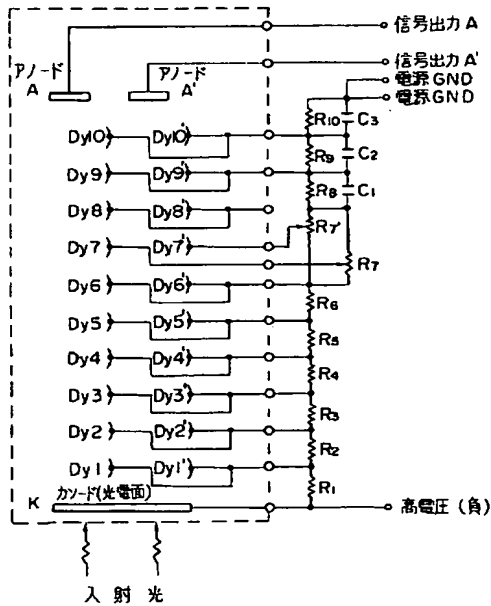 信号出力 A
アノード
A
アノード
A'
信号出力 A'
電源GND
電源GND
R10
C3
Dy10
Dy10'
R9
C2
Dy9
Dy9'
R8
C1
Dy8
Dy8'
R7'
Dy7
Dy7'
R7
Dy6
Dy6'
R6
Dy5
Dy5'
R5
Dy4
Dy4'
R4
Dy3
Dy3'
R3
Dy2
Dy2'
R2
Dy1
Dy1'
R1
K
カソード(光電面)
高電圧(負)
入射光